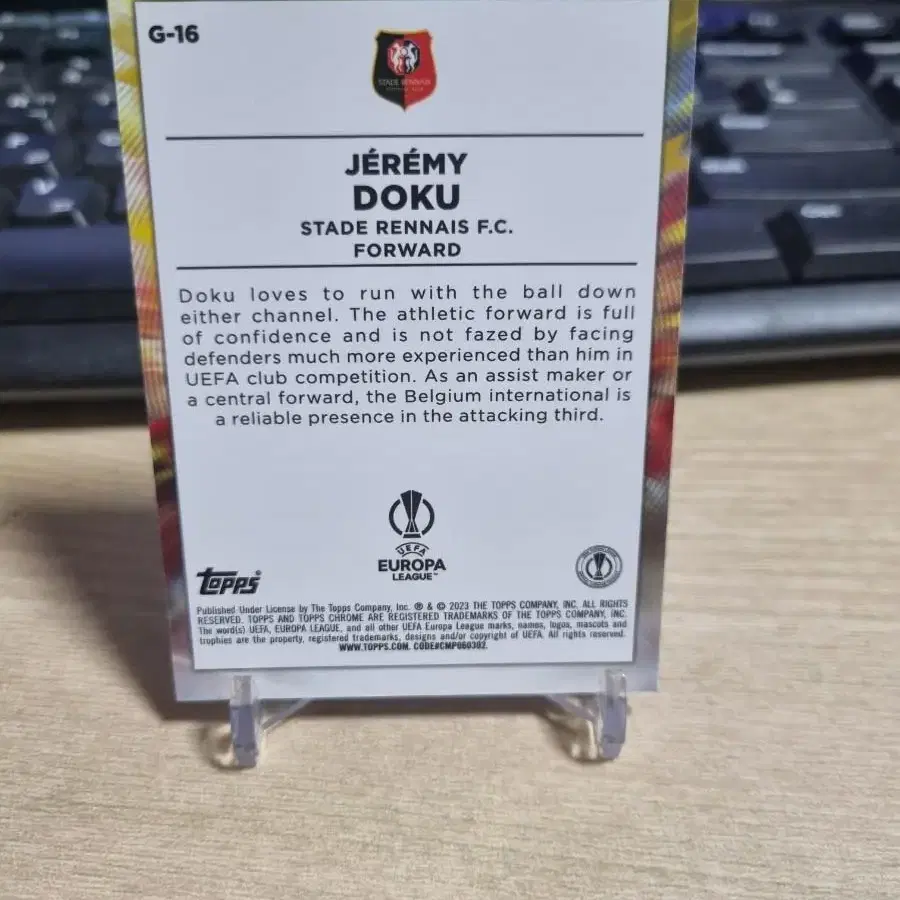 G-16
STADE RENNAIS
JÉRÉMY
DOKU
STADE RENNAIS F.C.
FORWARD
Doku loves to run with the ball down
either channel. The athletic forward is full
of confidence and is not fazed by facing
defenders much more experienced than him in
UEFA club competition. As an assist maker or
a central forward, the Belgium international is
a reliable presence in the attacking third.
UEFA
EUROPA
LEAGUE™
Topps®
Published Under License by The Topps Company, Inc. ® & © 2023 THE TOPPS COMPANY, INC. ALL RIGHTS
RESERVED. TOPPS AND TOPPS CHROME ARE REGISTERED TRADEMARKS OF THE TOPPS COMPANY, INC.
The word(s) UEFA, EUROPA LEAGUE, and all other UEFA Europa League marks, names, logos, mascots and
trophies are the property, registered trademarks, designs and/or copyright of UEFA. All rights reserved.
WWW.TOPPS.COM. CODE#CMP060302.